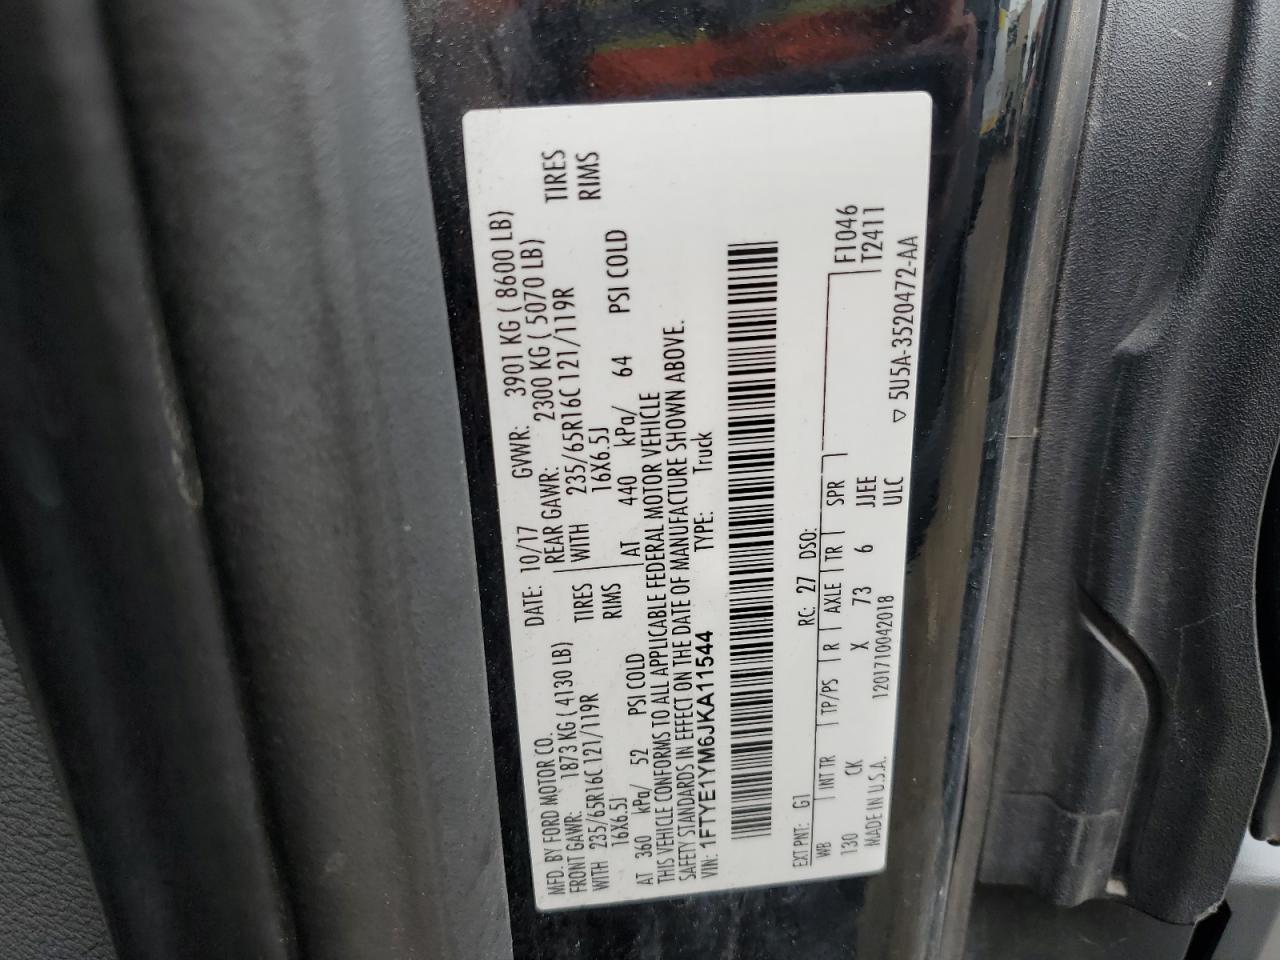 MFD. BY FORD MOTOR CO.
DATE: 10/17 GVWR: 3901 KG ( 8600 LB)
FRONT GAWR: 1873 KG ( 4130 LB) REAR GAWR: 2300 KG ( 5070 LB)
WITH 235/65R16C 121/119R TIRES WITH 235/65R16C 121/119R TIRES
16X6.5J RIMS 16X6.5J RIMS
AT 360 kPa/ 52 PSI COLD AT 440 kPa/ 64 PSI COLD
THIS VEHICLE CONFORMS TO ALL APPLICABLE FEDERAL MOTOR VEHICLE
SAFETY STANDARDS IN EFFECT ON THE DATE OF MANUFACTURE SHOWN ABOVE.
VIN: 1FTYE1YM6JKA11544 TYPE: Truck
EXT PNT: G1 RC: 27 DSO:
WB INT TR TP/PS R AXLE TR SPR F1046
130 CK X 73 6 JJEE T2411
MADE IN U.S.A. 1201710042018 ULC
▽ 5U5A-3520472-AA